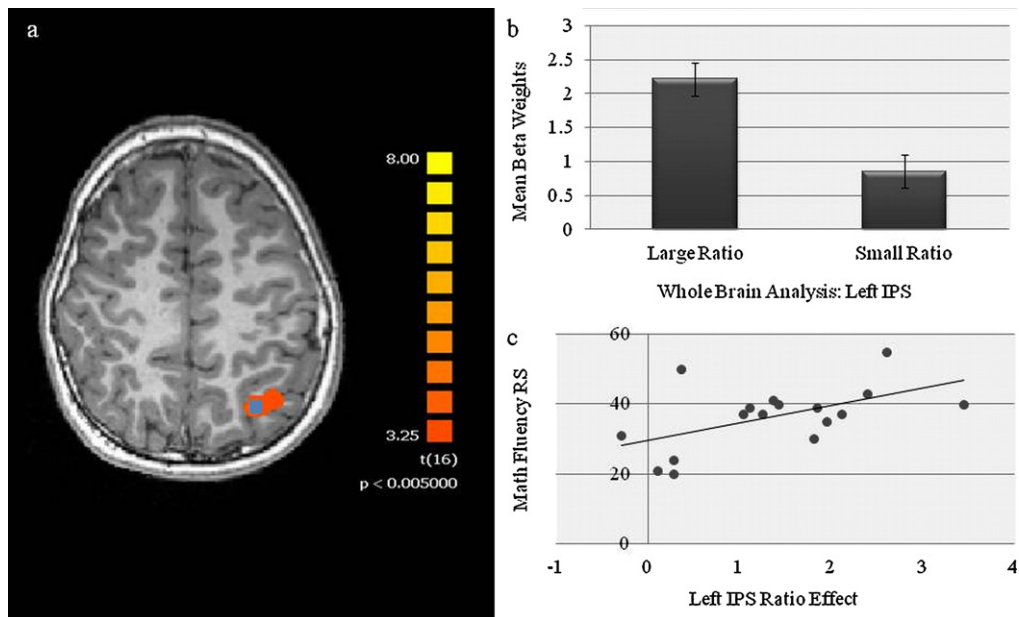 a
8.00
3.25
t(16)
p < 0.005000
b
Mean Beta Weights
3
2.5
2
1.5
1
0.5
0
Large Ratio Small Ratio
Whole Brain Analysis: Left IPS
c
Math Fluency RS
60
40
20
0
-1 0 1 2 3 4
Left IPS Ratio Effect